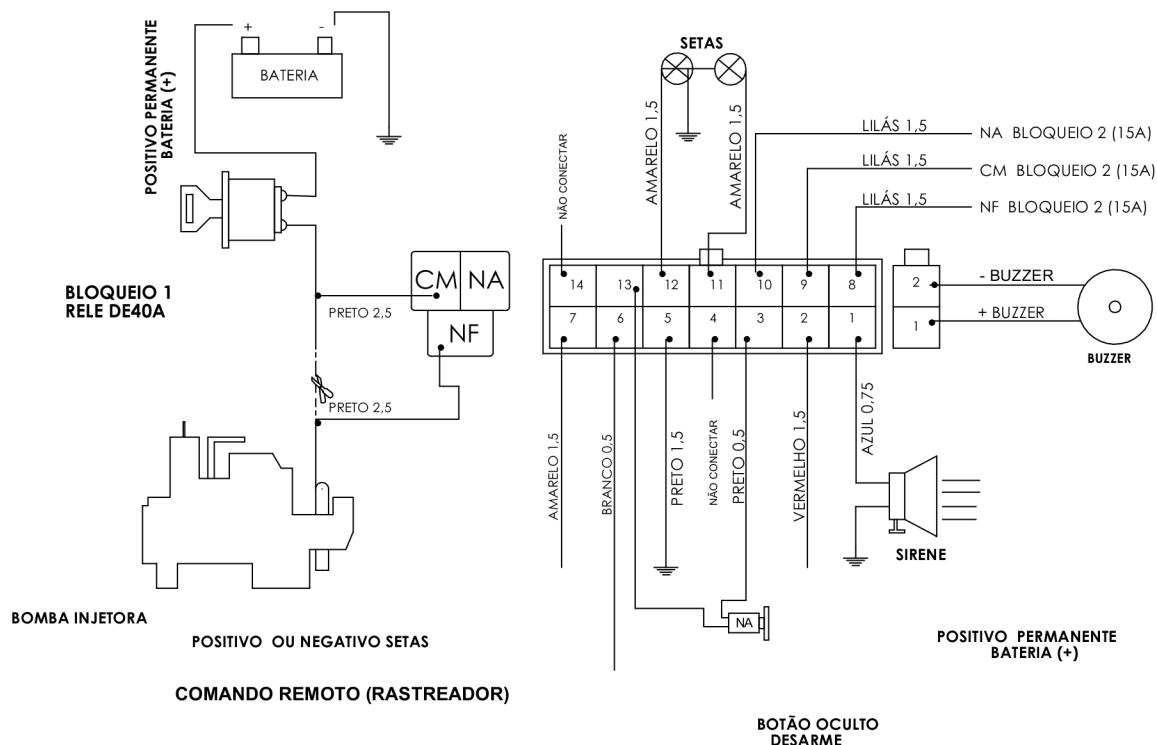 + -
BATERIA
POSITIVO PERMANENTE
BATERIA (+)
BLOQUEIO 1
RELE DE40A
PRETO 2,5
CM NA
NF
PRETO 2,5
BOMBA INJETORA
POSITIVO OU NEGATIVO SETAS
COMANDO REMOTO (RASTREADOR)
SETAS
NÃO CONECTAR
AMARELO 1,5
AMARELO 1,5
LILÁS 1,5
NA BLOQUEIO 2 (15A)
LILÁS 1,5
CM BLOQUEIO 2 (15A)
LILÁS 1,5
NF BLOQUEIO 2 (15A)
14 13 12 11 10 9 8
7 6 5 4 3 2 1
2
1
- BUZZER
+ BUZZER
BUZZER
AMARELO 1,5
BRANCO 0,5
PRETO 1,5
NÃO CONECTAR
PRETO 0,5
VERMELHO 1,5
AZUL 0,75
SIRENE
NA
POSITIVO PERMANENTE
BATERIA (+)
BOTÃO OCULTO
DESARME